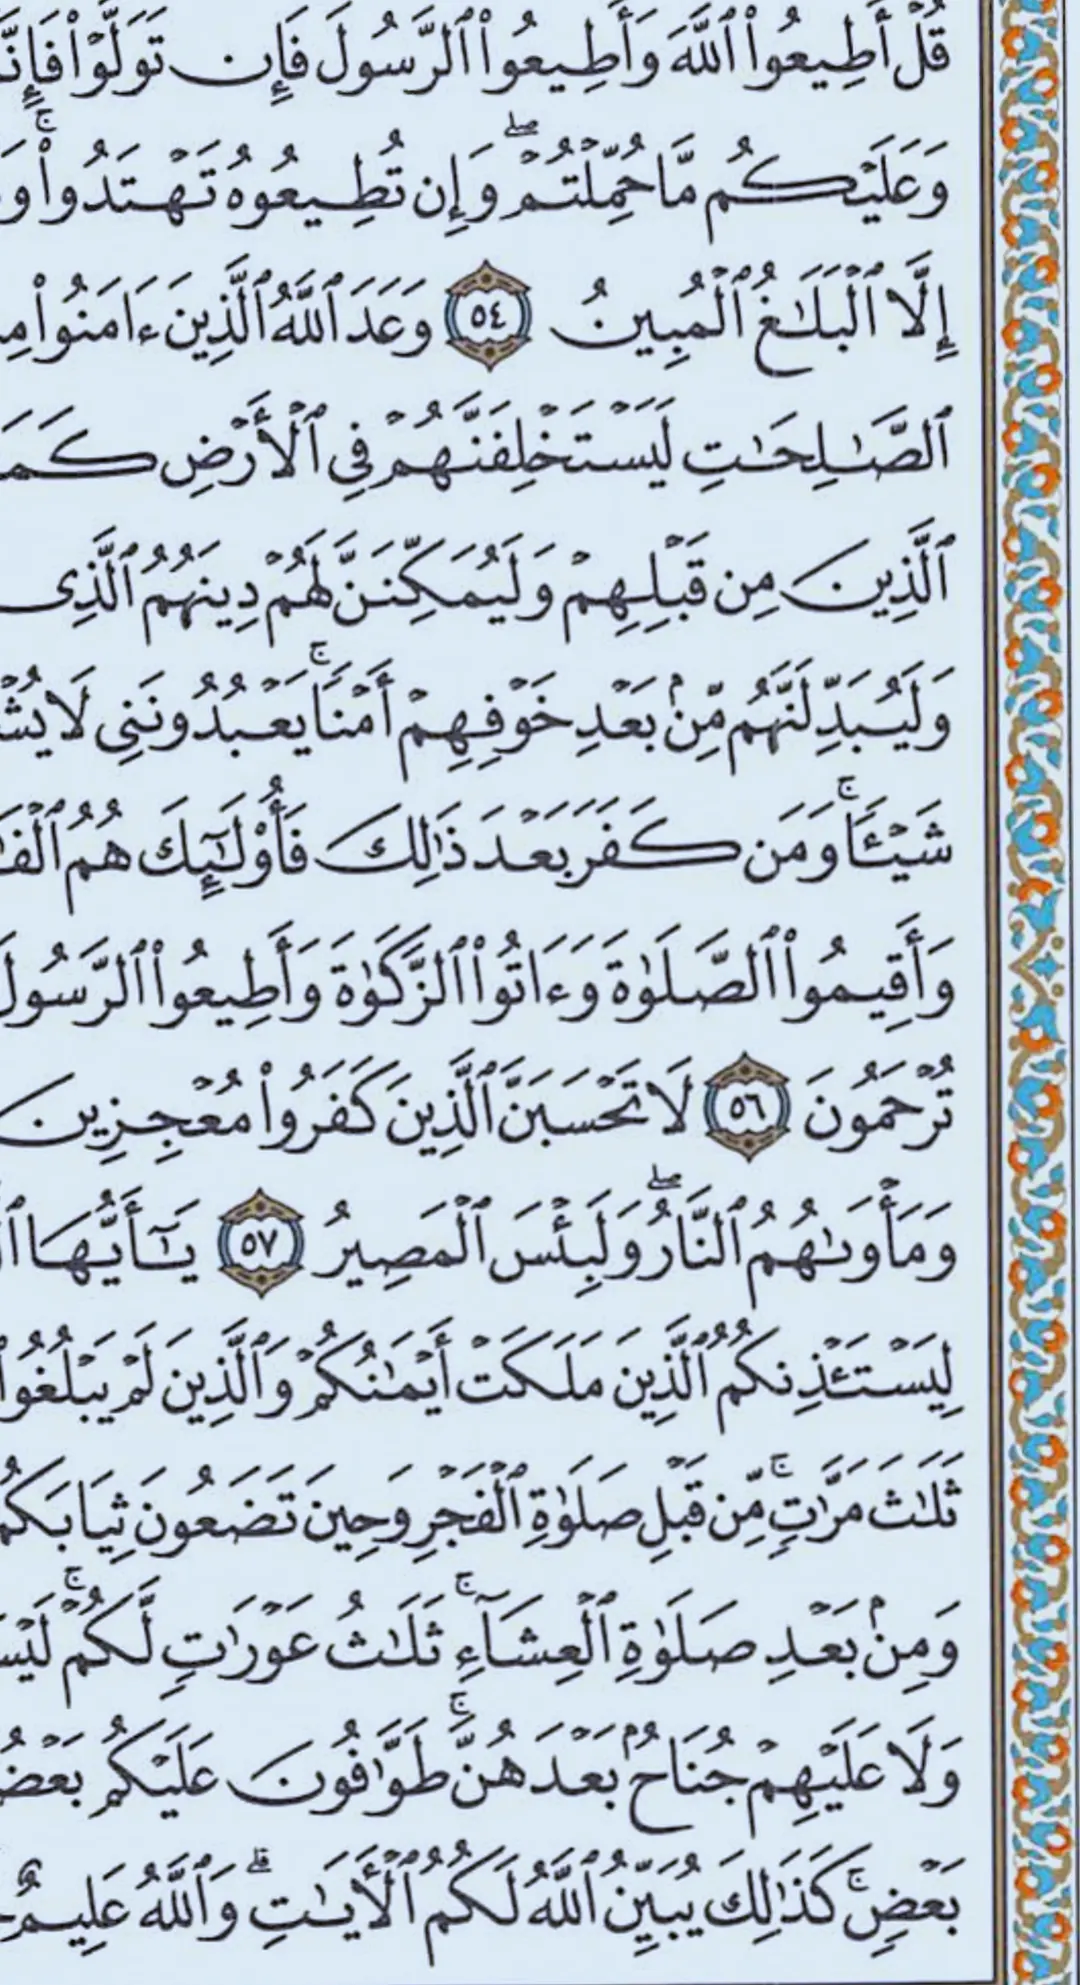 قُلْ أَطِيعُوا۟ ٱللَّهَ وَأَطِيعُوا۟ ٱلرَّسُولَ فَإِن تَوَلَّوْا۟ فَإِنَّ
وَعَلَيْكُم مَّا حُمِّلْتُمْ ۖ وَإِن تُطِيعُوهُ تَهْتَدُوا۟ ۚ وَ
إِلَّا ٱلْبَلَٰغُ ٱلْمُبِينُ ٥٤ وَعَدَ ٱللَّهُ ٱلَّذِينَ ءَامَنُوا۟ مِ
ٱلصَّٰلِحَٰتِ لَيَسْتَخْلِفَنَّهُمْ فِى ٱلْأَرْضِ كَمَ
ٱلَّذِينَ مِن قَبْلِهِمْ وَلَيُمَكِّنَنَّ لَهُمْ دِينَهُمُ ٱلَّذِى
وَلَيُبَدِّلَنَّهُم مِّنۢ بَعْدِ خَوْفِهِمْ أَمْنًا ۚ يَعْبُدُونَنِى لَا يُشْ
شَيْـًٔا ۚ وَمَن كَفَرَ بَعْدَ ذَٰلِكَ فَأُو۟لَٰٓئِكَ هُمُ ٱلْفَ
وَأَقِيمُوا۟ ٱلصَّلَوٰةَ وَءَاتُوا۟ ٱلزَّكَوٰةَ وَأَطِيعُوا۟ ٱلرَّسُولَ
تُرْحَمُونَ ٥٦ لَا تَحْسَبَنَّ ٱلَّذِينَ كَفَرُوا۟ مُعْجِزِينَ
وَمَأْوَىٰهُمُ ٱلنَّارُ ۖ وَلَبِئْسَ ٱلْمَصِيرُ ٥٧ يَٰٓأَيُّهَا ٱ
لِيَسْتَـْٔذِنكُمُ ٱلَّذِينَ مَلَكَتْ أَيْمَٰنُكُمْ وَٱلَّذِينَ لَمْ يَبْلُغُوا۟
ثَلَٰثَ مَرَّٰتٍ ۚ مِّن قَبْلِ صَلَوٰةِ ٱلْفَجْرِ وَحِينَ تَضَعُونَ ثِيَابَكُم
وَمِنۢ بَعْدِ صَلَوٰةِ ٱلْعِشَآءِ ۚ ثَلَٰثُ عَوْرَٰتٍ لَّكُمْ ۚ لَيْسَ
وَلَا عَلَيْهِمْ جُنَاحٌۢ بَعْدَهُنَّ ۚ طَوَّٰفُونَ عَلَيْكُم بَعْضُ
بَعْضٍ ۚ كَذَٰلِكَ يُبَيِّنُ ٱللَّهُ لَكُمُ ٱلْـَٔايَٰتِ ۗ وَٱللَّهُ عَلِيمٌ